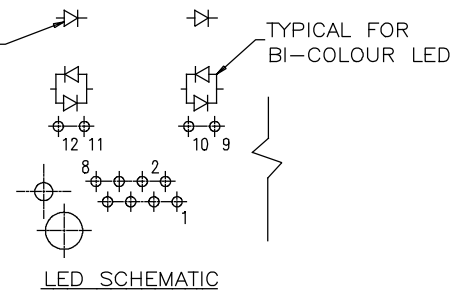 TYPICAL FOR
BI-COLOUR LED
12 11
10 9
8
2
1
LED SCHEMATIC